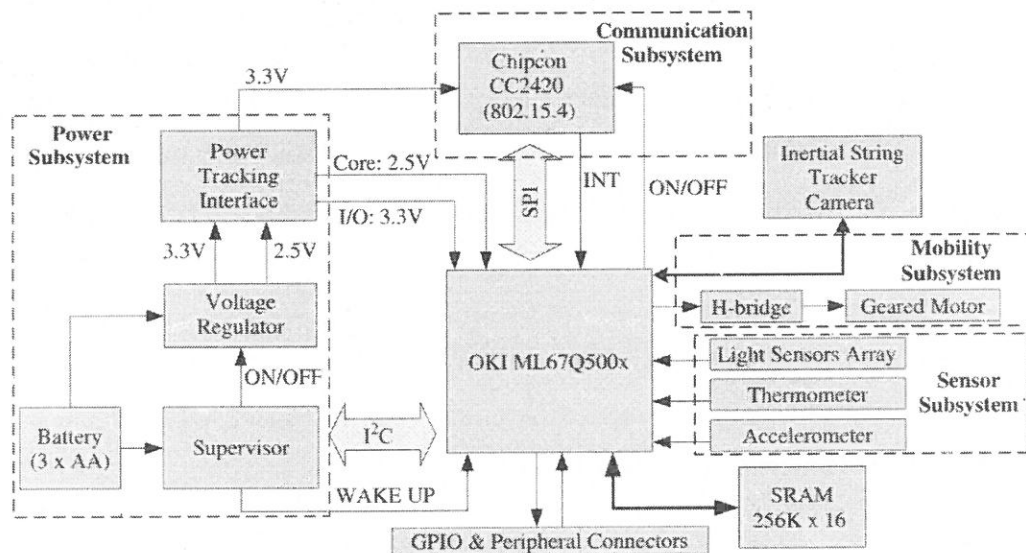 Communication
Subsystem
Chipcon
CC2420
(802.15.4)
3.3V
Power
Subsystem
Power
Tracking
Interface
Core: 2.5V
I/O: 3.3V
SPI
INT
ON/OFF
Inertial String
Tracker
Camera
3.3V
2.5V
Mobility
Subsystem
Voltage
Regulator
H-bridge
Geared Motor
OKI ML67Q500x
Light Sensors Array
Thermometer
Accelerometer
Sensor
Subsystem
ON/OFF
Battery
(3 x AA)
Supervisor
I²C
WAKE UP
SRAM
256K x 16
GPIO & Peripheral Connectors